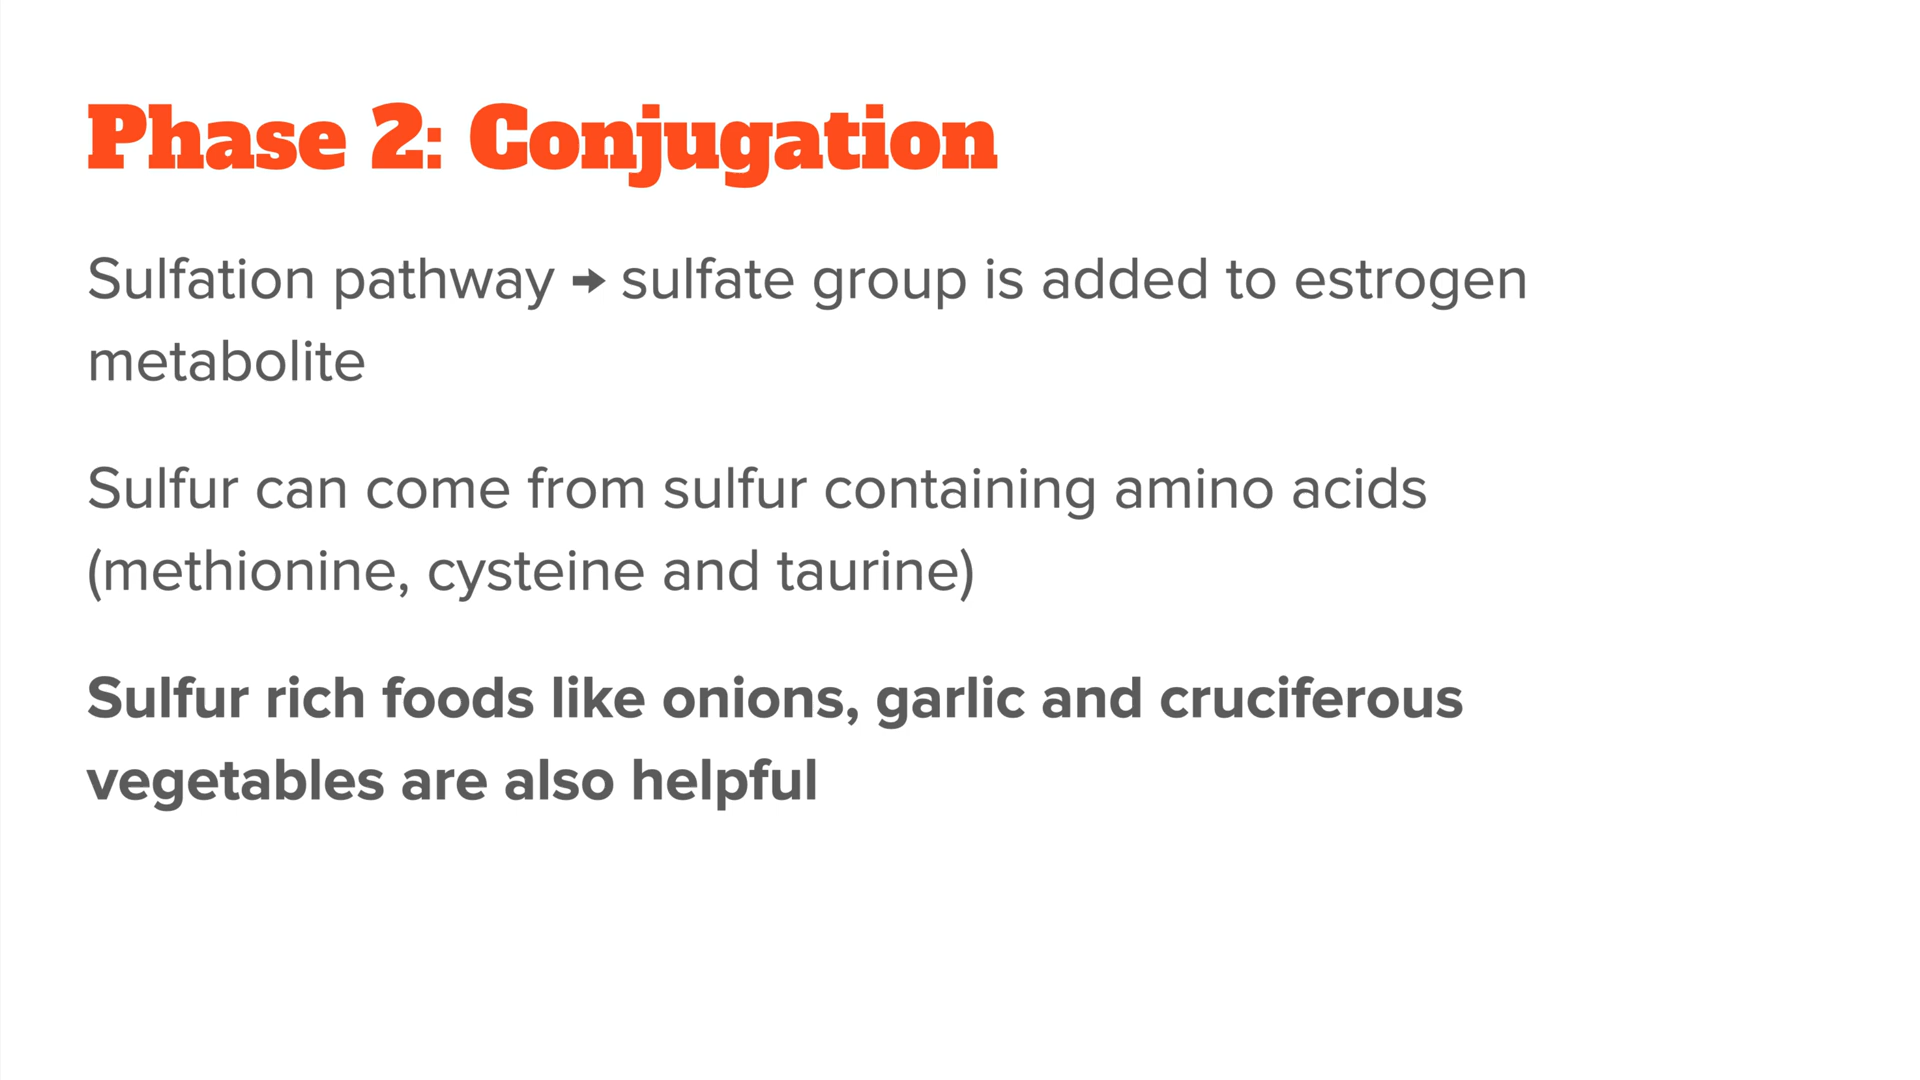 Phase 2: Conjugation
Sulfation pathway → sulfate group is added to estrogen
metabolite
Sulfur can come from sulfur containing amino acids
(methionine, cysteine and taurine)
Sulfur rich foods like onions, garlic and cruciferous
vegetables are also helpful